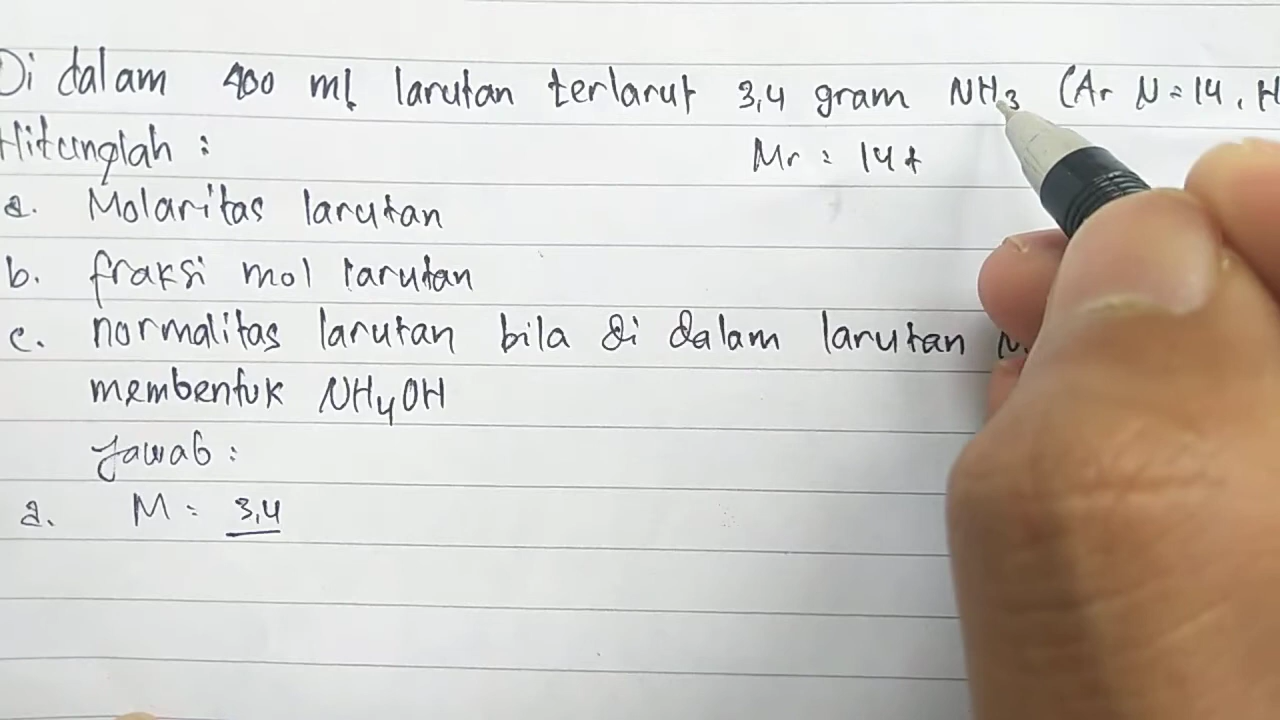 Di dalam 400 ml larutan terlarut 3,4 gram NH3 (Ar N = 14, H
Hitunglah : Mr = 14 +
a. Molaritas larutan
b. fraksi mol larutan
c. normalitas larutan bila di dalam larutan
membentuk NH4OH
Jawab :
a. M = 3,4